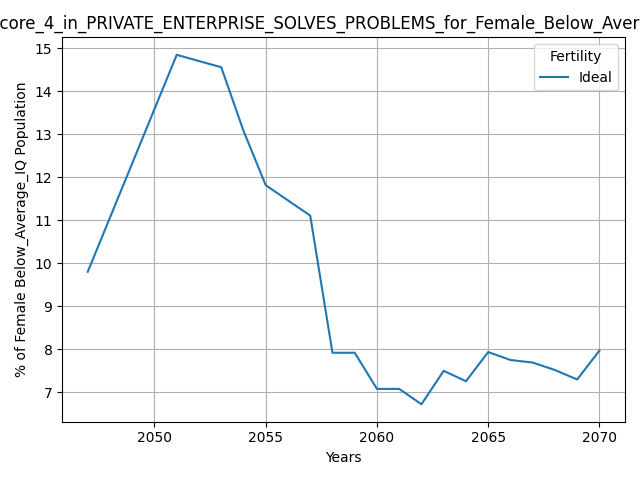 core_4_in_PRIVATE_ENTERPRISE_SOLVES_PROBLEMS_for_Female_Below_Aver
Fertility
Ideal
% of Female Below_Average_IQ Population
15
14
13
12
11
10
9
8
7
2050
2055
2060
2065
2070
Years